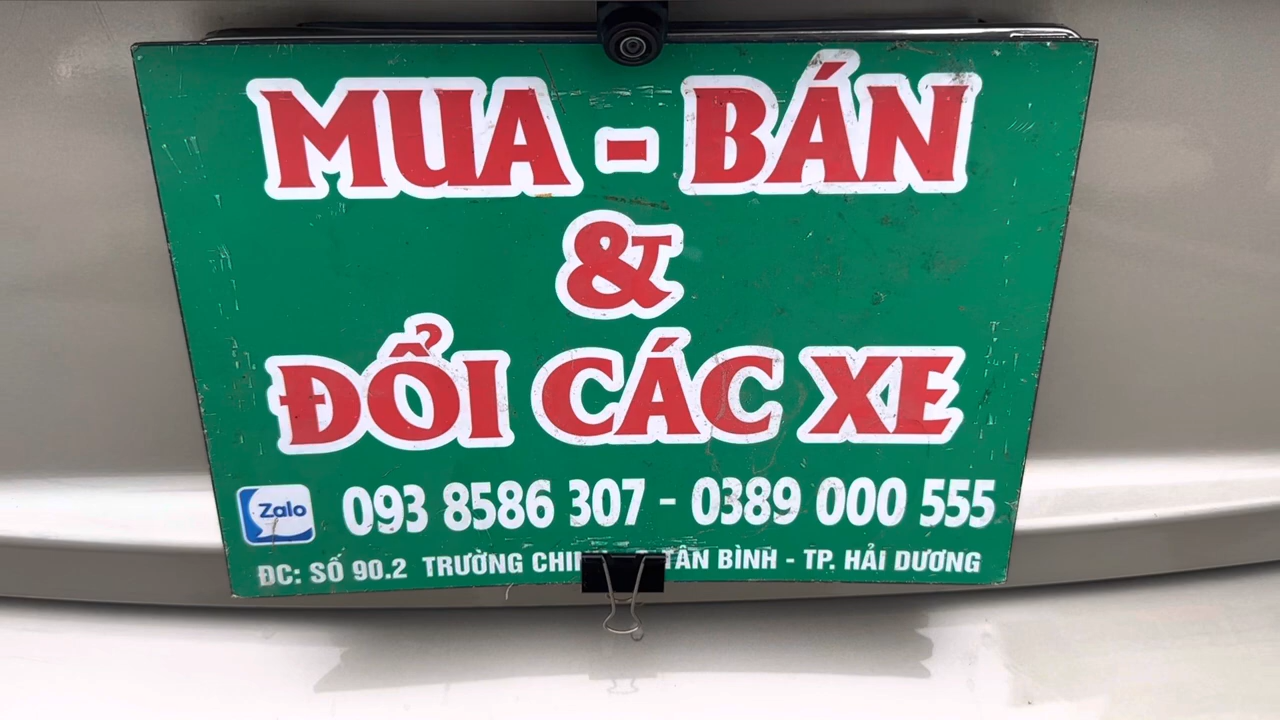 MUA - BÁN
&
ĐỔI CÁC XE
Zalo 093 8586 307 - 0389 000 555
ĐC: SỐ 90.2 TRƯỜNG TÂN BÌNH - TP. HẢI DƯƠNG